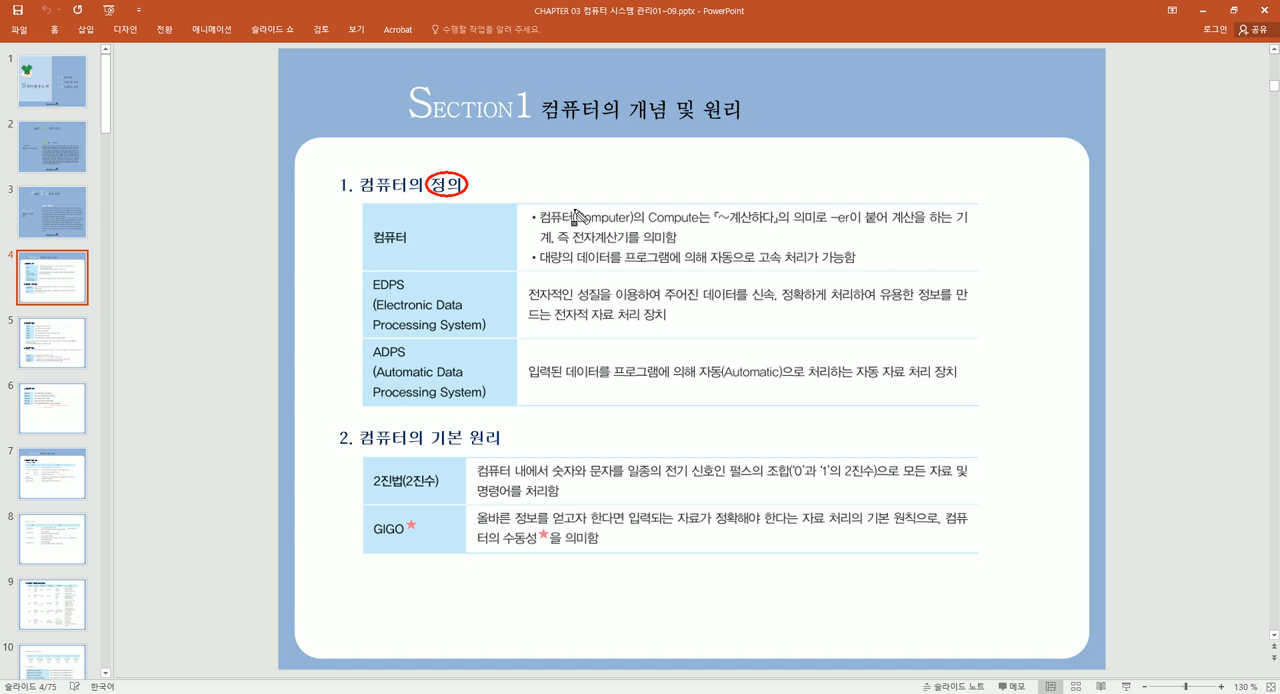 CHAPTER 03 컴퓨터 시스템 관리01~09.pptx - PowerPoint
파일 홈 삽입 디자인 전환 애니메이션 슬라이드 쇼 검토 보기 Acrobat 수행할 작업을 알려 주세요. 로그인 공유
1
2
3
4
5
6
7
8
9
10
SECTION1 컴퓨터의 개념 및 원리
1. 컴퓨터의 정의
컴퓨터
• 컴퓨터(Computer)의 Compute는 『~계산하다』의 의미로 –er이 붙어 계산을 하는 기
계, 즉 전자계산기를 의미함
• 대량의 데이터를 프로그램에 의해 자동으로 고속 처리가 가능함
EDPS
(Electronic Data
Processing System)
전자적인 성질을 이용하여 주어진 데이터를 신속, 정확하게 처리하여 유용한 정보를 만
드는 전자적 자료 처리 장치
ADPS
(Automatic Data
Processing System)
입력된 데이터를 프로그램에 의해 자동(Automatic)으로 처리하는 자동 자료 처리 장치
2. 컴퓨터의 기본 원리
2진법(2진수)
컴퓨터 내에서 숫자와 문자를 일종의 전기 신호인 펄스의 조합('0'과 '1'의 2진수)으로 모든 자료 및
명령어를 처리함
GIGO★
올바른 정보를 얻고자 한다면 입력되는 자료가 정확해야 한다는 자료 처리의 기본 원칙으로, 컴퓨
터의 수동성★을 의미함
슬라이드 4/75 한국어 슬라이드 노트 메모 130 %